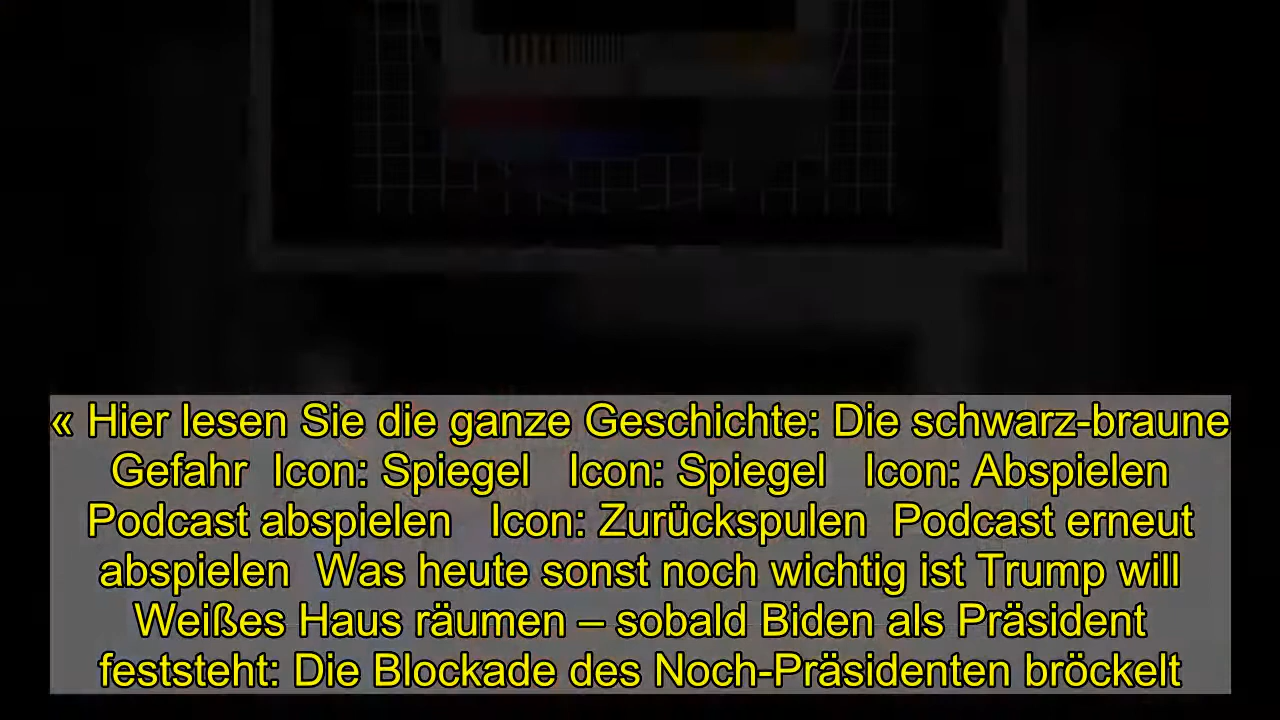 « Hier lesen Sie die ganze Geschichte: Die schwarz-braune
Gefahr Icon: Spiegel Icon: Spiegel Icon: Abspielen
Podcast abspielen Icon: Zurückspulen Podcast erneut
abspielen Was heute sonst noch wichtig ist Trump will
Weißes Haus räumen – sobald Biden als Präsident
feststeht: Die Blockade des Noch-Präsidenten bröckelt